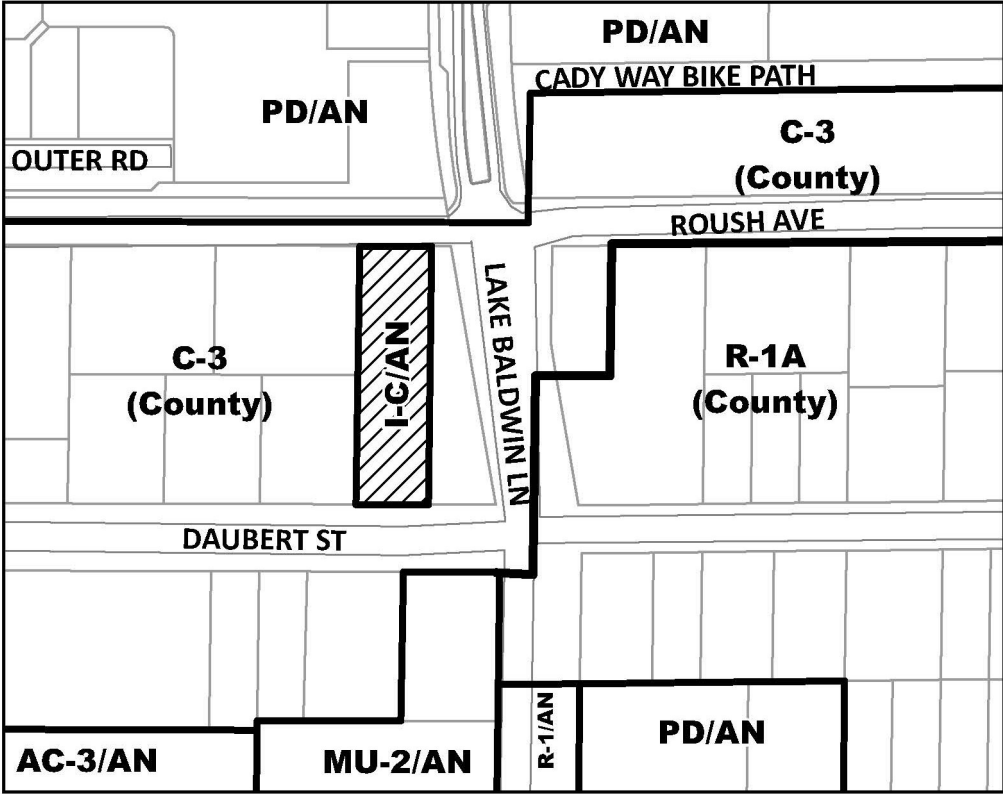 PD/AN
CADY WAY BIKE PATH
PD/AN
C-3
(County)
OUTER RD
ROUSH AVE
LAKE BALDWIN LN
I-C/AN
C-3
(County)
R-1A
(County)
DAUBERT ST
R-1/AN
PD/AN
AC-3/AN
MU-2/AN